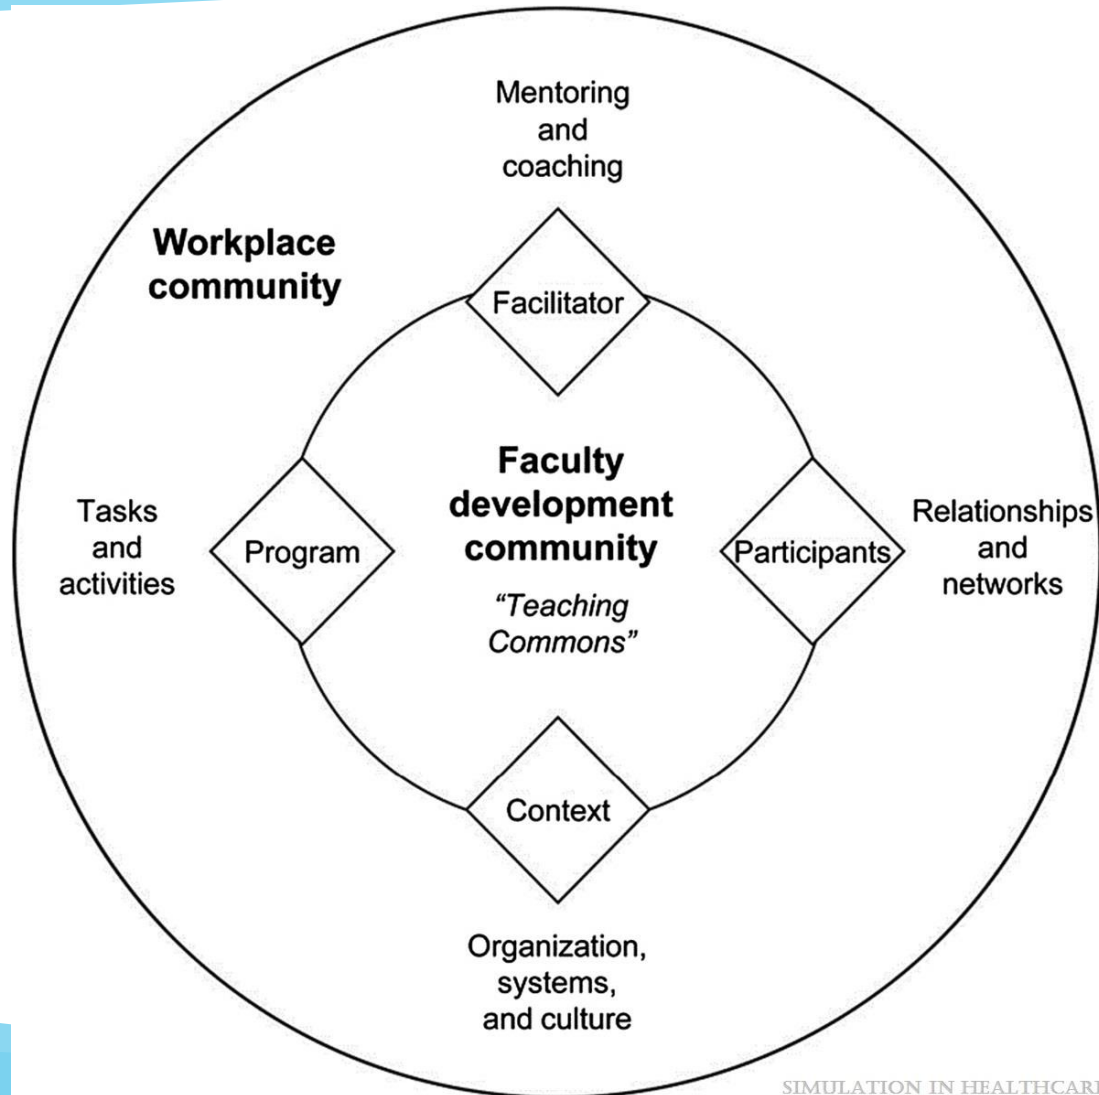 Mentoring
and
coaching
Workplace
community
Facilitator
Faculty
development
community
“Teaching
Commons”
Tasks
and
activities
Program
Participants
Relationships
and
networks
Context
Organization,
systems,
and culture
SIMULATION IN HEALTHCARE